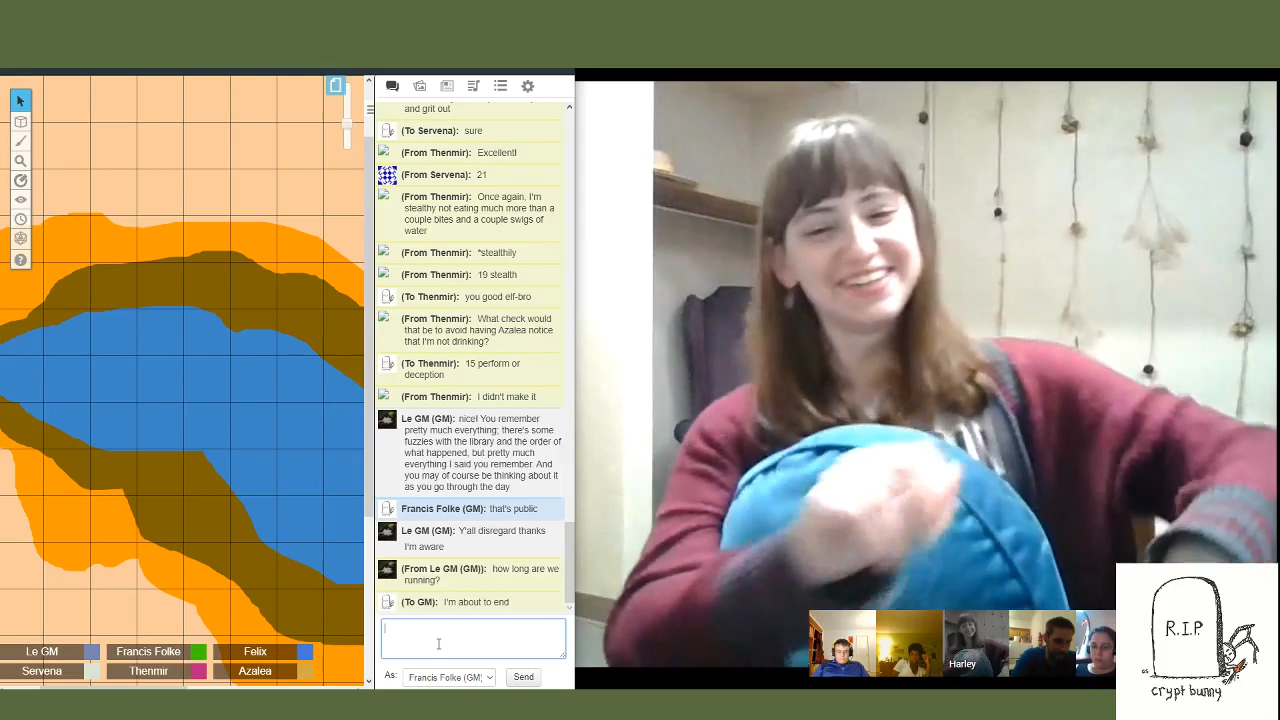 and grit out
(To Servena): sure
(From Thenmir): Excellent!
(From Servena): 21
(From Thenmir): Once again, I'm
stealthy not eating much more than a
couple bites and a couple swigs of
water
(From Thenmir): *stealthily
(From Thenmir): 19 stealth
(To Thenmir): you good elf-bro
(From Thenmir): What check would
that be to avoid having Azalea notice
that I'm not drinking?
(To Thenmir): 15 perform or
deception
(From Thenmir): I didn't make it
Le GM (GM): nice! You remember
pretty much everything; there's some
fuzzies with the library and the order of
what happened, but pretty much
everything I said you remember. And
you may of course be thinking about it
as you go through the day
Francis Folke (GM): that's public
Le GM (GM): Y'all disregard thanks
I'm aware
(From Le GM (GM)): how long are we
running?
(To GM): I'm about to end
As: Francis Folke (GM) Send
Le GM Francis Folke Felix
Servena Thenmir Azalea
Harley
R.I.P.
crypt bunny